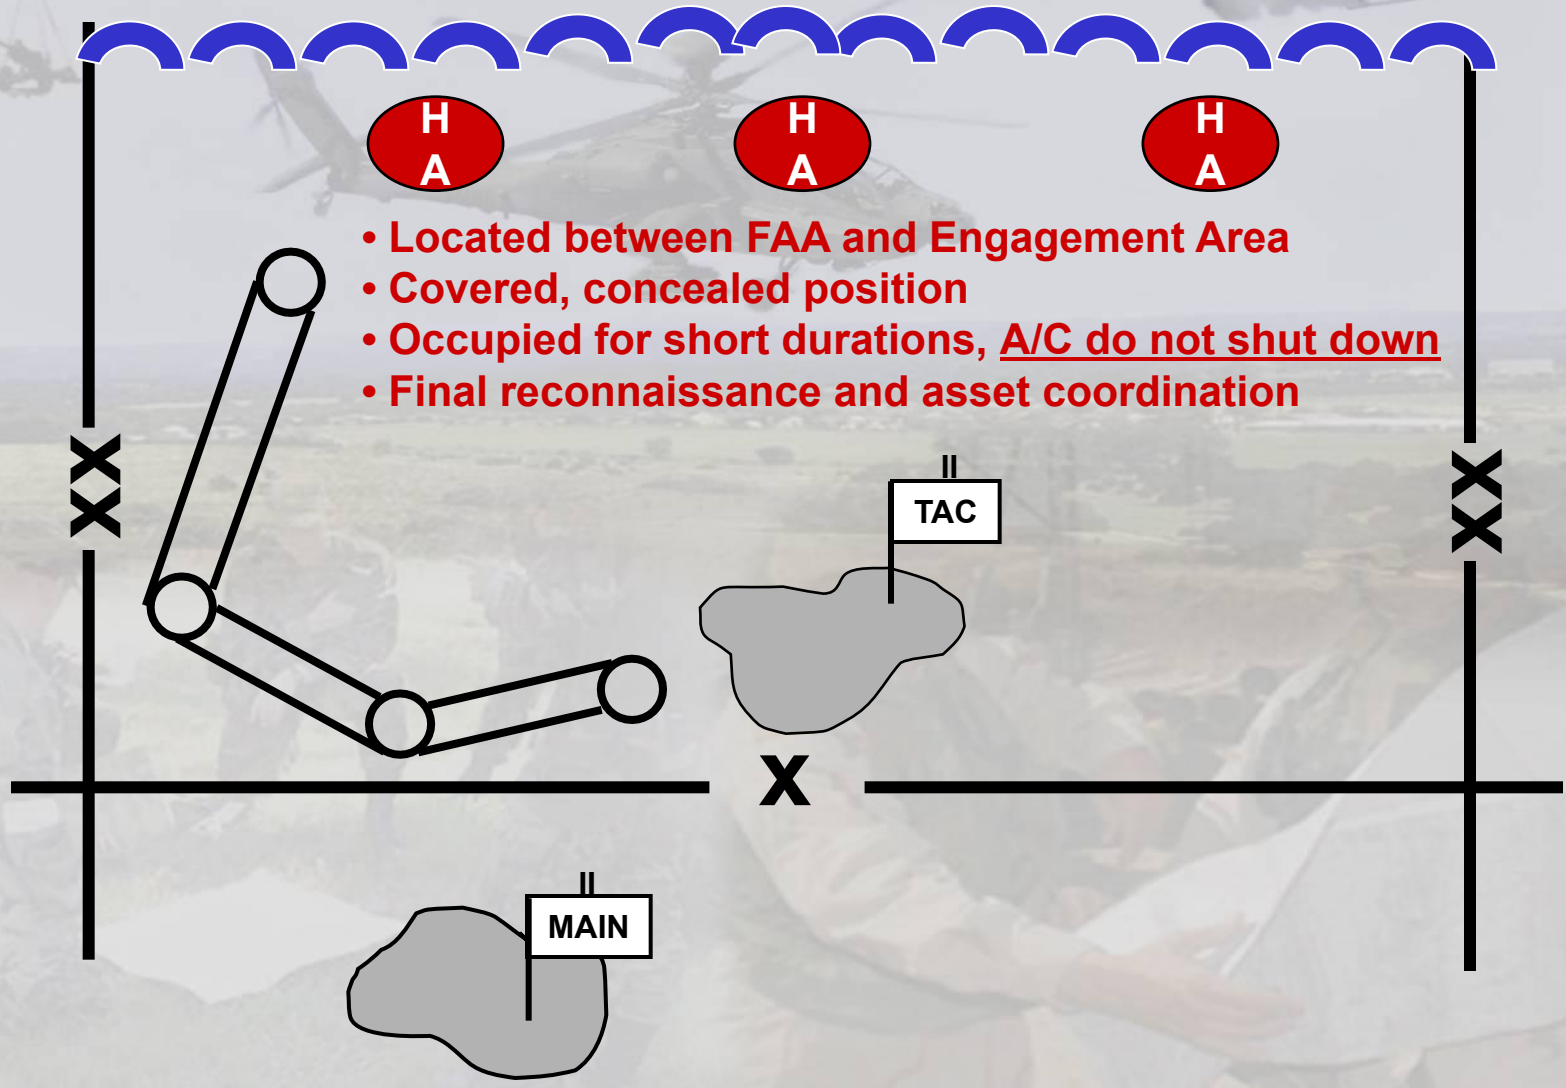 H H H
A A A
• Located between FAA and Engagement Area
• Covered, concealed position
• Occupied for short durations, A/C do not shut down
• Final reconnaissance and asset coordination
XX XX
II
TAC
X
II
MAIN